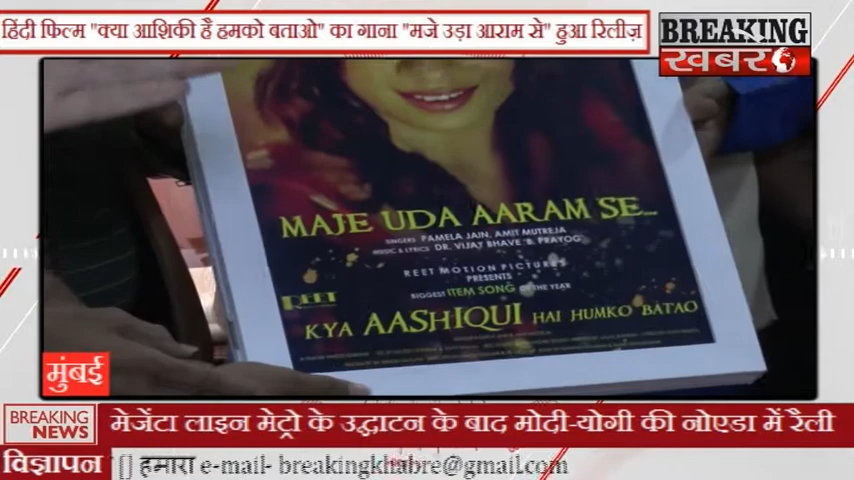 हिंदी फिल्म "क्या आशिकी है हमको बताओ" का गाना "मजे उड़ा आराम से" हुआ रिलीज़
BREAKING
खबरें
MAJE UDA AARAM SE...
SINGERS PAMELA JAIN, AMIT MUTREJA
MUSIC & LYRICS DR. VIJAY BHAVE 'B. PRAYOG'
REET MOTION PICTURES
PRESENTS
BIGGEST ITEM SONG OF THE YEAR
REET
KYA AASHIQUI HAI HUMKO BATAO
मुंबई
BREAKING NEWS
मेजेंटा लाइन मेट्रो के उद्घाटन के बाद मोदी-योगी की नोएडा में रैली
विज्ञापन
[] हमारा e-mail- breakingkhabre@gmail.com